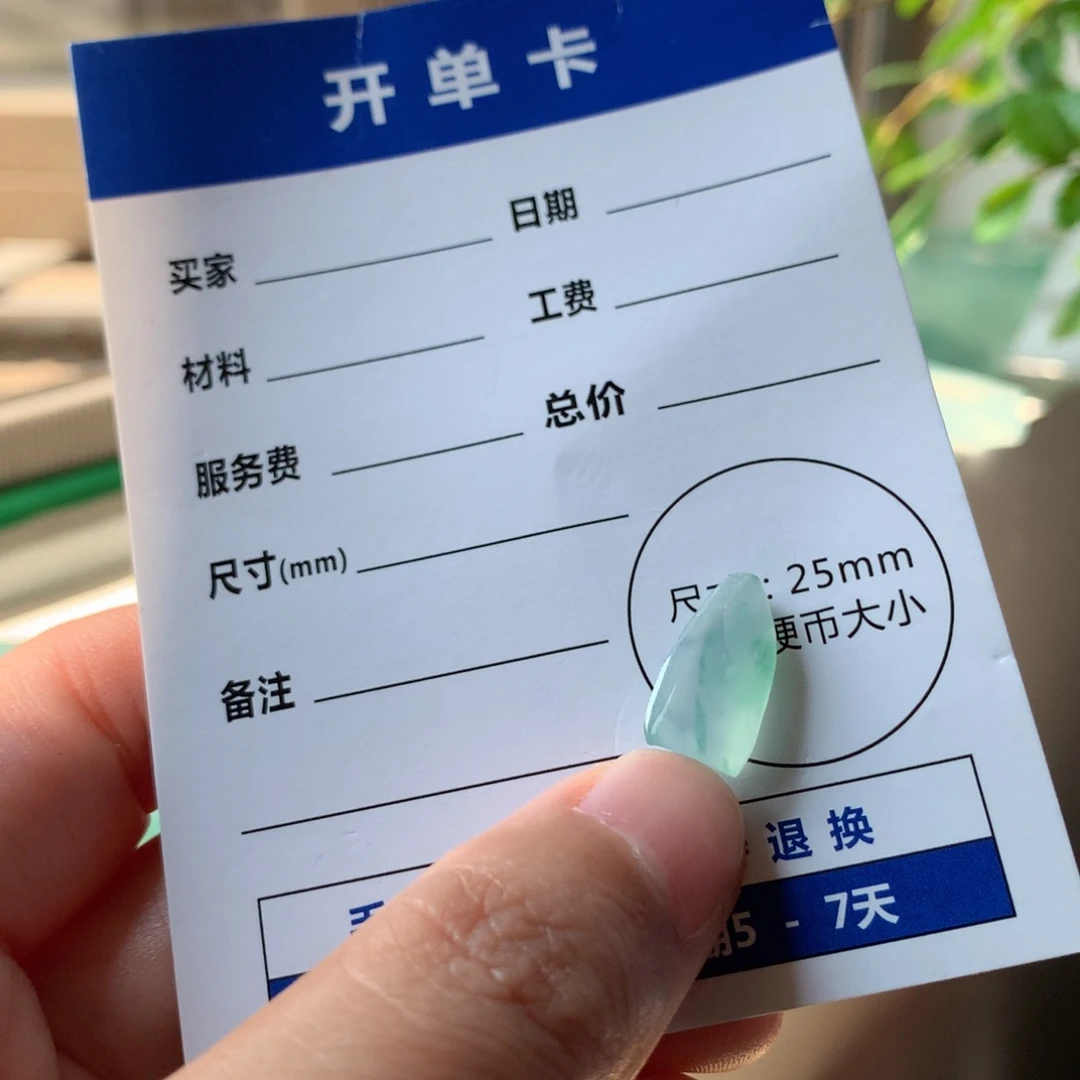 开单卡
买家
日期
材料
工费
服务费
总价
尺寸(mm)
尺 : 25mm
硬币大小
备注
退换
期5 - 7天